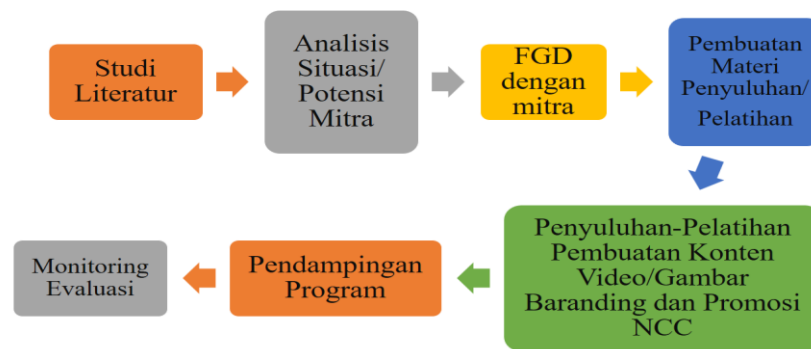 Studi
Literatur
Analisis
Situasi/
Potensi
Mitra
FGD
dengan
mitra
Pembuatan
Materi
Penyuluhan/
Pelatihan
Penyuluhan-Pelatihan
Pembuatan Konten
Video/Gambar
Baranding dan Promosi
NCC
Pendampingan
Program
Monitoring
Evaluasi